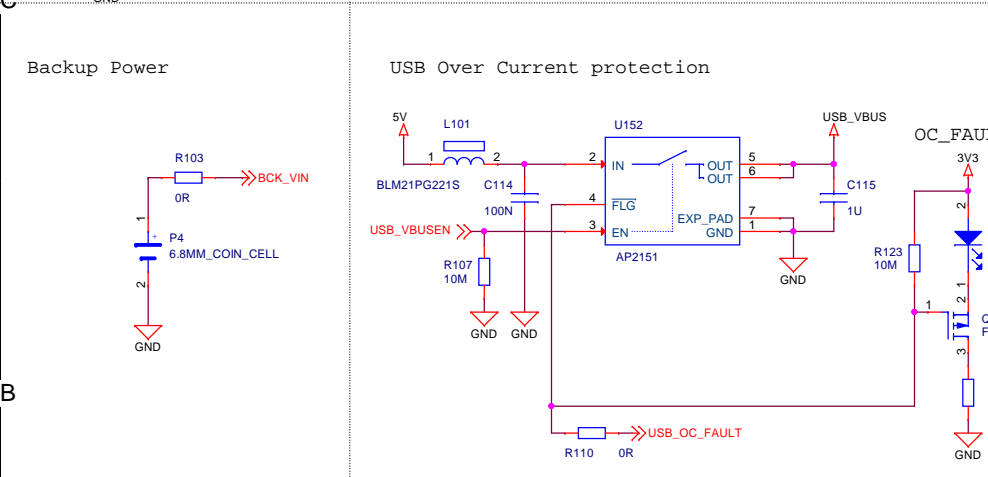 C
GND
Backup Power
USB Over Current protection
5V
L101
U152
USB_VBUS
OC_FAU
1
2
2
IN
OUT
5
3V3
R103
BCK_VIN
BLM21PG221S
C114
OUT
6
C115
0R
4
FLG
2
100N
1U
1
EXP_PAD
7
USB_VBUSEN
3
EN
GND
1
P4
+
R107
AP2151
R123
6.8MM_COIN_CELL
10M
10M
GND
2
1
2
1
GND
GND
GND
3
B
USB_OC_FAULT
R110
0R
GND